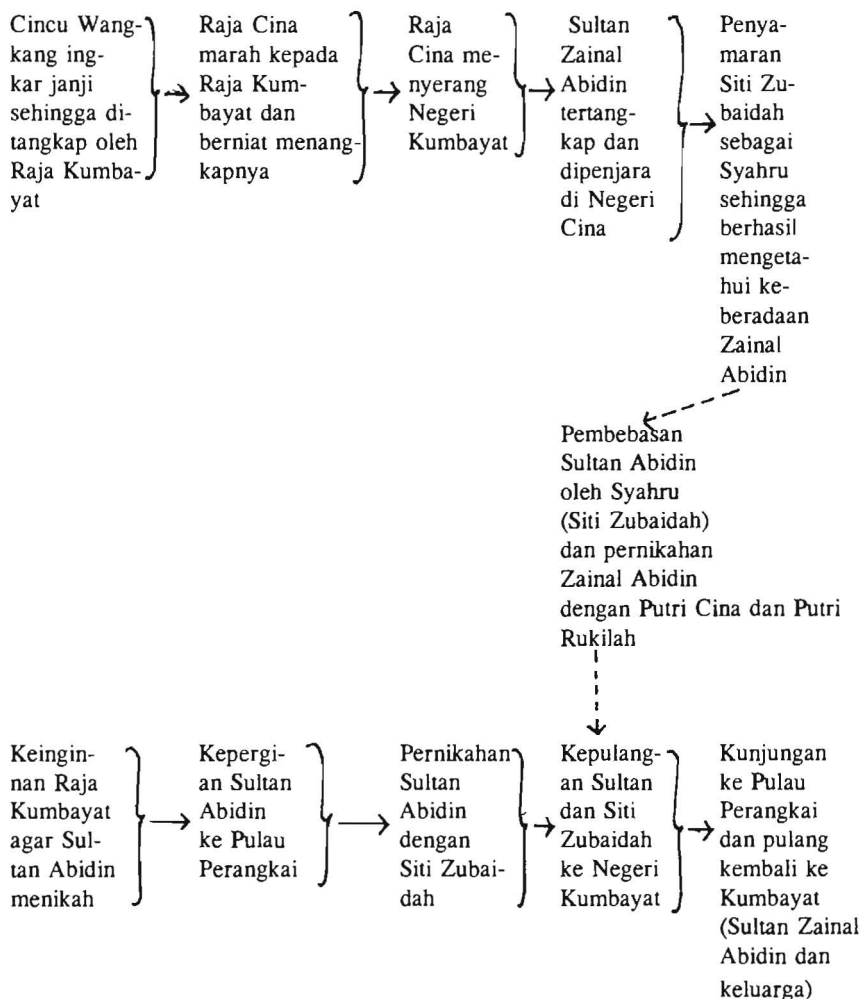 Cincu Wang-
kang ing-
kar janji
sehingga di-
tangkap oleh
Raja Kumba-
yat
Raja Cina
marah kepada
Raja Kum-
bayat dan
berniat menang-
kapnya
Raja
Cina me-
nyerang
Negeri
Kumbayat
Sultan
Zainal
Abidin
tertang-
kap dan
dipenjara
di Negeri
Cina
Penya-
maran
Siti Zu-
baidah
sebagai
Syahru
sehingga
berhasil
mengeta-
hui ke-
beradaan
Zainal
Abidin
Pembebasan
Sultan Abidin
oleh Syahru
(Siti Zubaidah)
dan pernikahan
Zainal Abidin
dengan Putri Cina dan Putri
Rukilah
Keingin-
nan Raja
Kumbayat
agar Sul-
tan Abidin
menikah
Kepergi-
an Sultan
Abidin
ke Pulau
Perangkai
Pernikahan
Sultan
Abidin
dengan
Siti Zubai-
dah
Kepulang-
an Sultan
dan Siti
Zubaidah
ke Negeri
Kumbayat
Kunjungan
ke Pulau
Perangkai
dan pulang
kembali ke
Kumbayat
(Sultan Zainal
Abidin dan
keluarga)